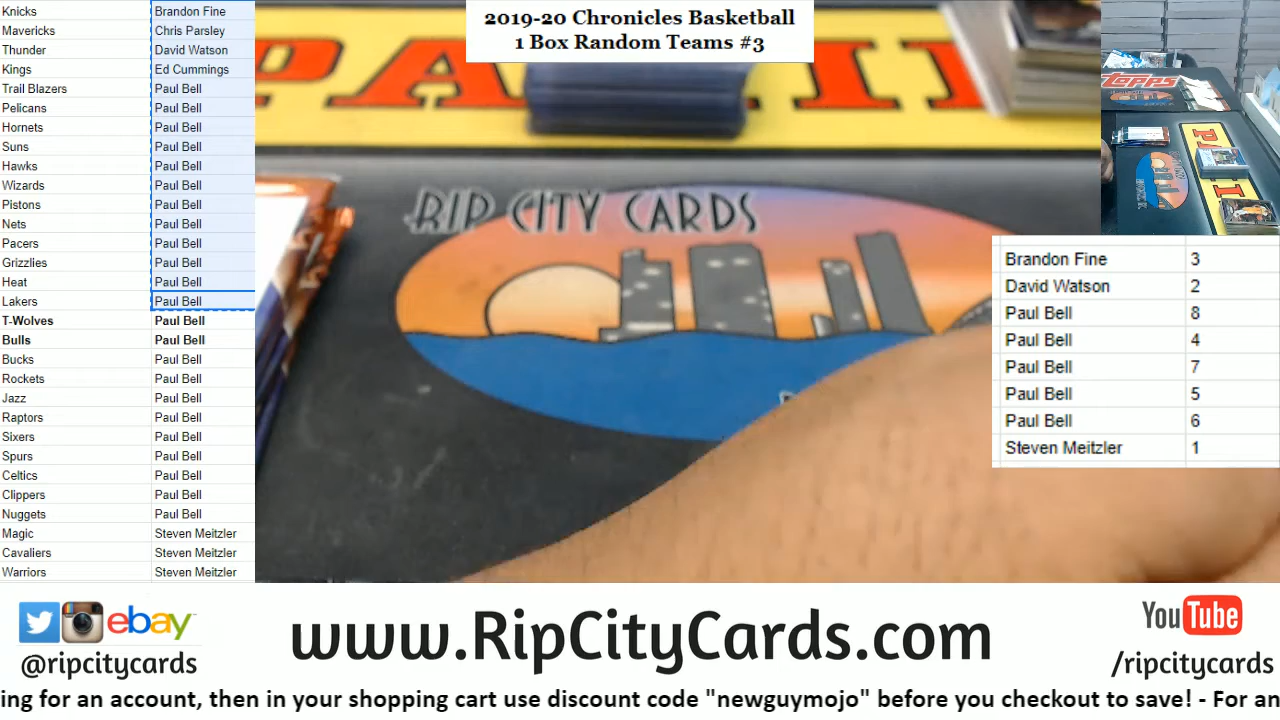 Knicks Brandon Fine
Mavericks Chris Parsley
Thunder David Watson
Kings Ed Cummings
Trail Blazers Paul Bell
Pelicans Paul Bell
Hornets Paul Bell
Suns Paul Bell
Hawks Paul Bell
Wizards Paul Bell
Pistons Paul Bell
Nets Paul Bell
Pacers Paul Bell
Grizzlies Paul Bell
Heat Paul Bell
Lakers Paul Bell
T-Wolves Paul Bell
Bulls Paul Bell
Bucks Paul Bell
Rockets Paul Bell
Jazz Paul Bell
Raptors Paul Bell
Sixers Paul Bell
Spurs Paul Bell
Celtics Paul Bell
Clippers Paul Bell
Nuggets Paul Bell
Magic Steven Meitzler
Cavaliers Steven Meitzler
Warriors Steven Meitzler
2019-20 Chronicles Basketball
1 Box Random Teams #3
RIP CITY CARDS
TOPPS
Brandon Fine 3
David Watson 2
Paul Bell 8
Paul Bell 4
Paul Bell 7
Paul Bell 5
Paul Bell 6
Steven Meitzler 1
ebay
@ripcitycards
www.RipCityCards.com
YouTube
/ripcitycards
ing for an account, then in your shopping cart use discount code "newguymojo" before you checkout to save! - For an